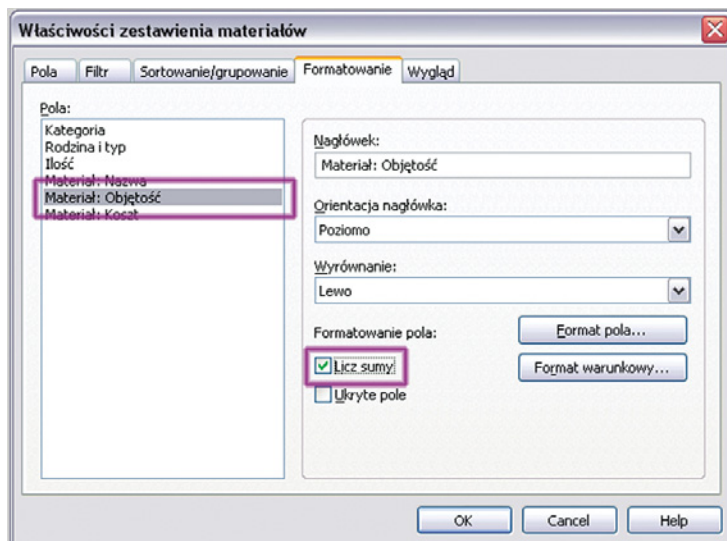 Właściwości zestawienia materiałów
Pola Filtr Sortowanie/grupowanie Formatowanie Wygląd
Pola:
Kategoria
Rodzina i typ
Ilość
Materiał: Nazwa
Materiał: Objętość
Materiał: Koszt
Nagłówek:
Materiał: Objętość
Orientacja nagłówka:
Poziomo
Wyrównanie:
Lewo
Formatowanie pola:
Format pola...
Licz sumy
Format warunkowy...
Ukryte pole
OK Cancel Help